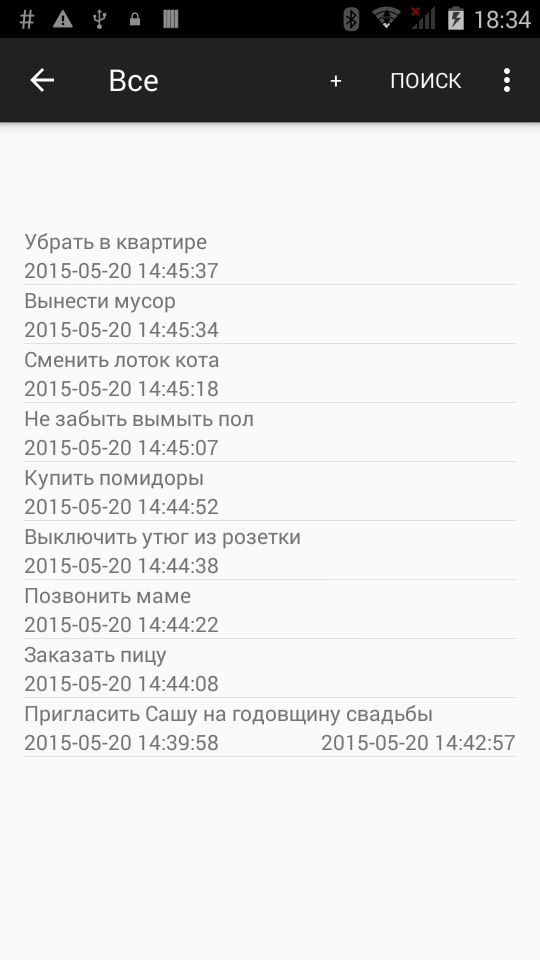 18:34
Все + ПОИСК
Убрать в квартире
2015-05-20 14:45:37
Вынести мусор
2015-05-20 14:45:34
Сменить лоток кота
2015-05-20 14:45:18
Не забыть вымыть пол
2015-05-20 14:45:07
Купить помидоры
2015-05-20 14:44:52
Выключить утюг из розетки
2015-05-20 14:44:38
Позвонить маме
2015-05-20 14:44:22
Заказать пицу
2015-05-20 14:44:08
Пригласить Сашу на годовщину свадьбы
2015-05-20 14:39:58 2015-05-20 14:42:57